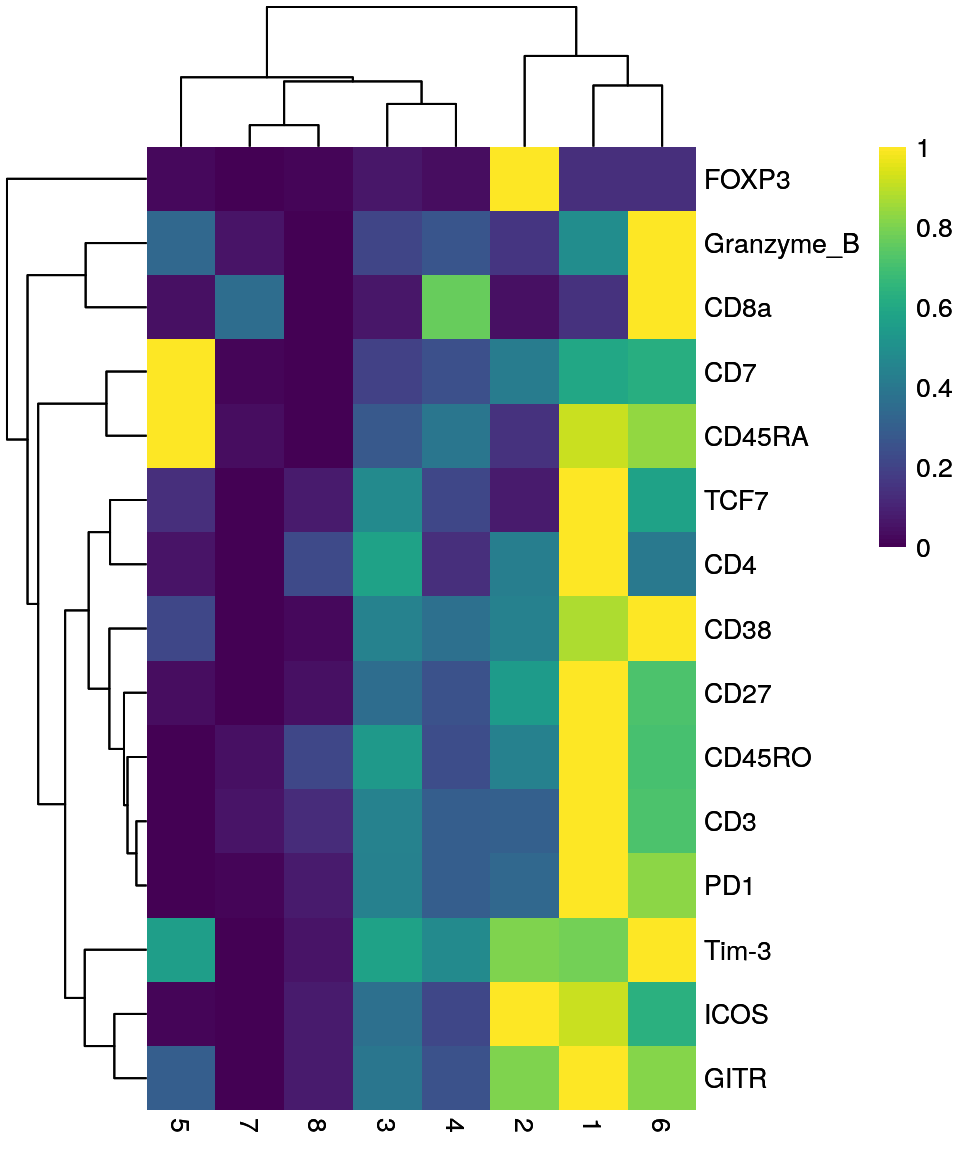 1
FOXP3
0.8
Granzyme_B
CD8a
0.6
CD7
0.4
CD45RA
0.2
TCF7
0
CD4
CD38
CD27
CD45RO
CD3
PD1
Tim-3
ICOS
GITR
5 7 8 3 4 2 1 6